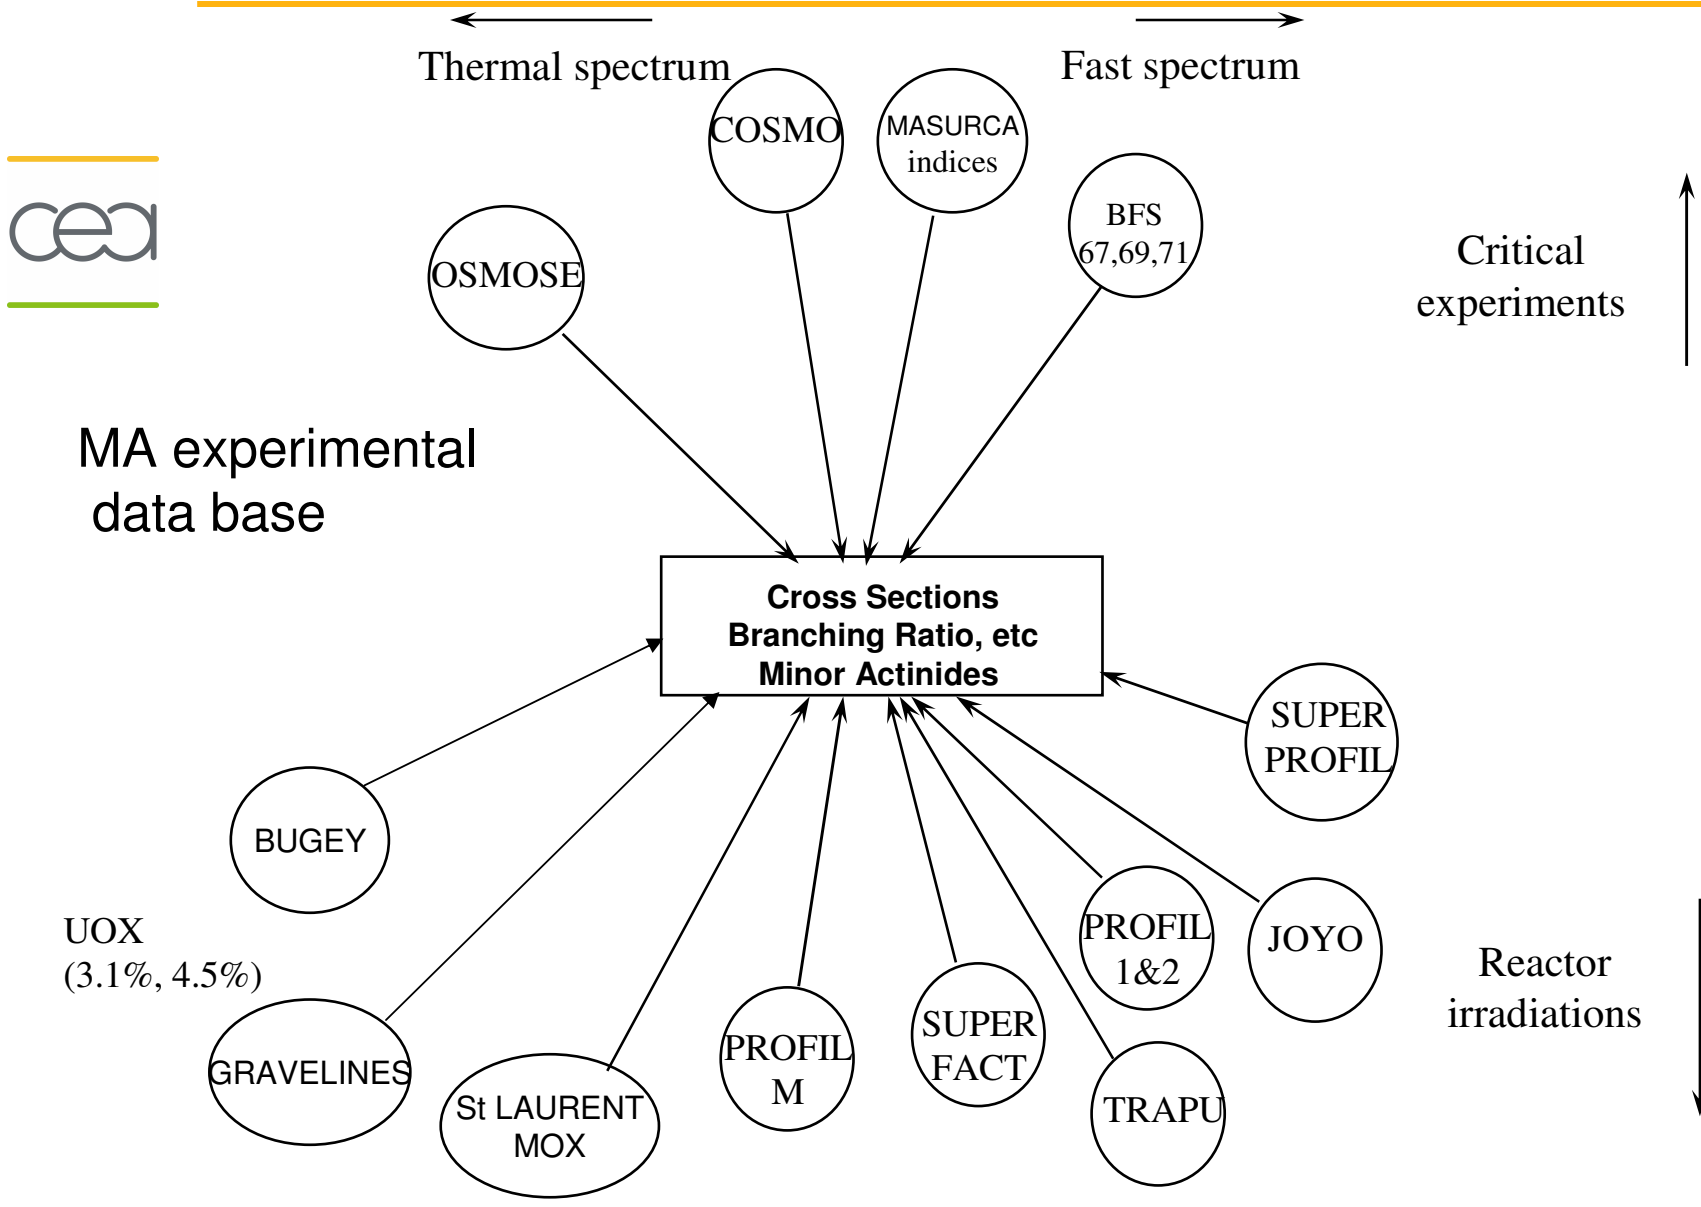 Thermal spectrum
Fast spectrum
COSMO
MASURCA
indices
BFS
67,69,71
cea
OSMOSE
Critical
experiments
MA experimental
data base
Cross Sections
Branching Ratio, etc
Minor Actinides
SUPER
PROFIL
BUGEY
UOX
(3.1%, 4.5%)
PROFIL
1&2
JOYO
Reactor
irradiations
GRAVELINES
St LAURENT
MOX
PROFIL
M
SUPER
FACT
TRAPU